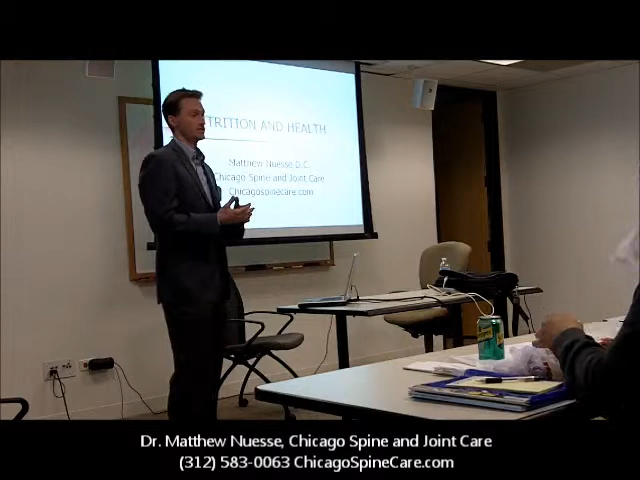 TRITION AND HEALTH
Matthew Nuesse D.C.
Chicago Spine and Joint Care
Chicagospinecare.com
Dr. Matthew Nuesse, Chicago Spine and Joint Care
(312) 583-0063 ChicagoSpineCare.com